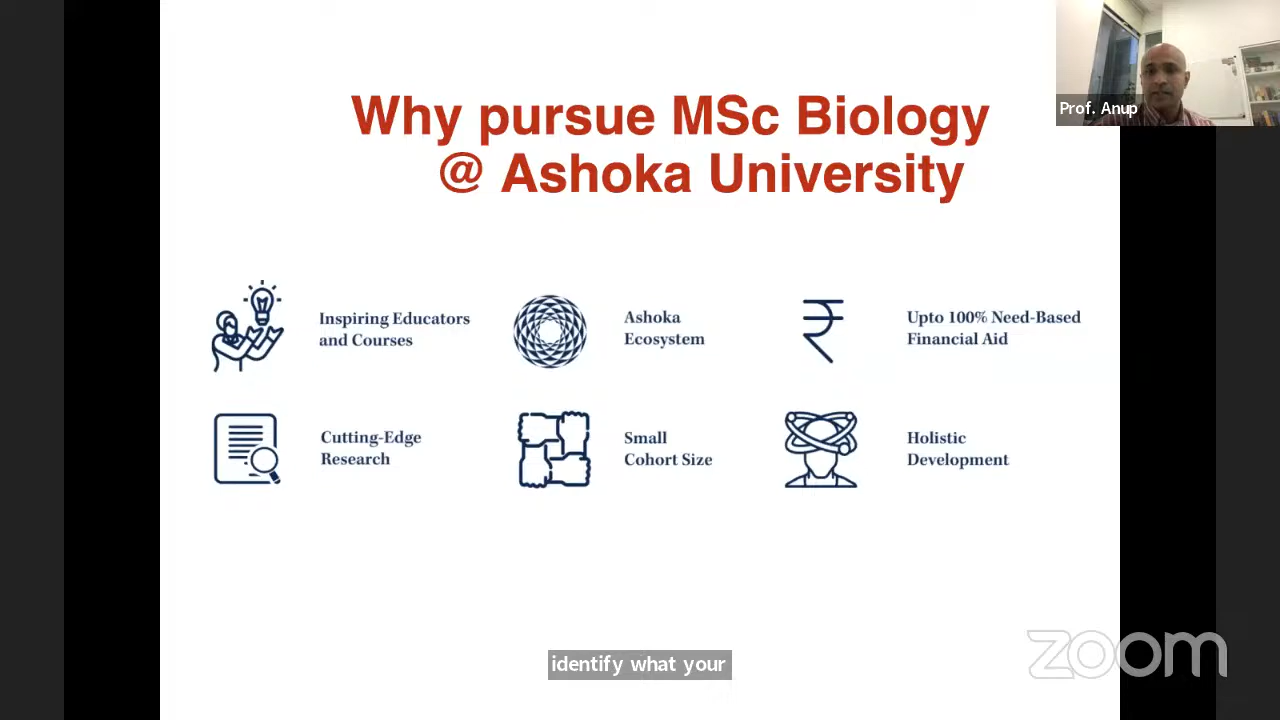 Why pursue MSc Biology
@ Ashoka University
Prof. Anup
Inspiring Educators
and Courses
Ashoka
Ecosystem
Upto 100% Need-Based
Financial Aid
Cutting-Edge
Research
Small
Cohort Size
Holistic
Development
identify what your
zoom